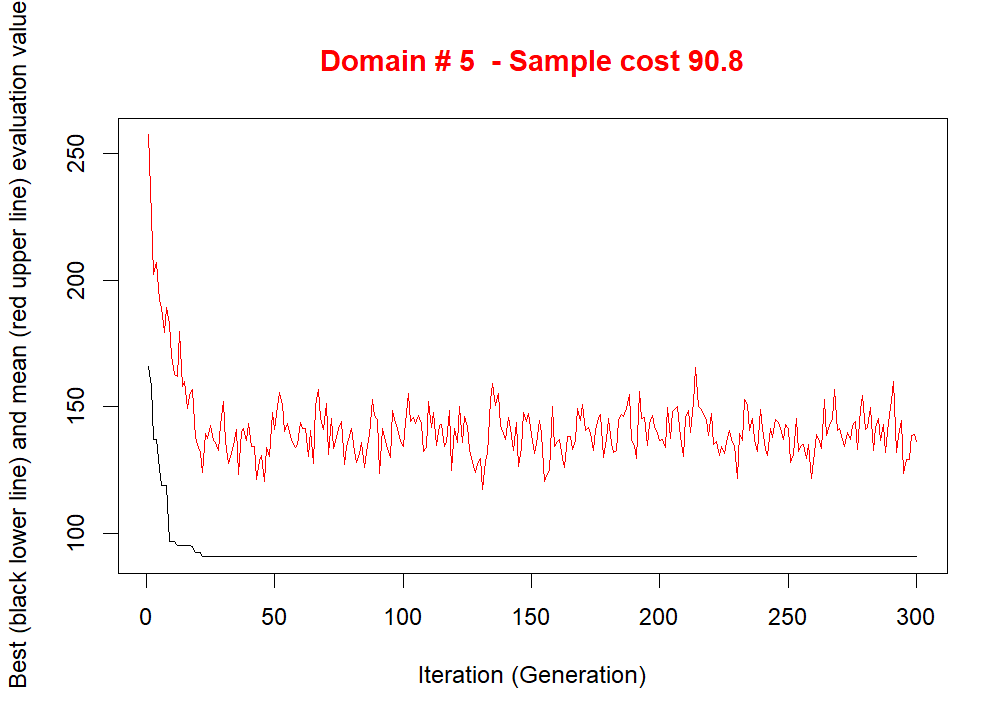 Domain # 5  - Sample cost 90.8
Best (black lower line) and mean (red upper line) evaluation value
250
200
150
100
0 50 100 150 200 250 300
Iteration (Generation)